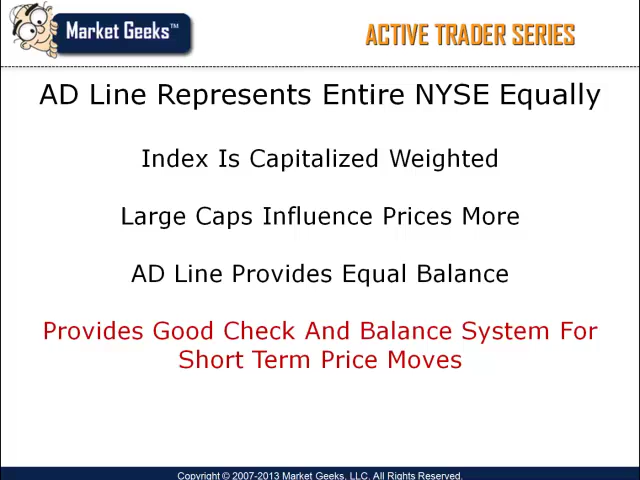 Market Geeks™
ACTIVE TRADER SERIES
AD Line Represents Entire NYSE Equally
Index Is Capitalized Weighted
Large Caps Influence Prices More
AD Line Provides Equal Balance
Provides Good Check And Balance System For
Short Term Price Moves
Copyright © 2007-2013 Market Geeks, LLC. All Rights Reserved.